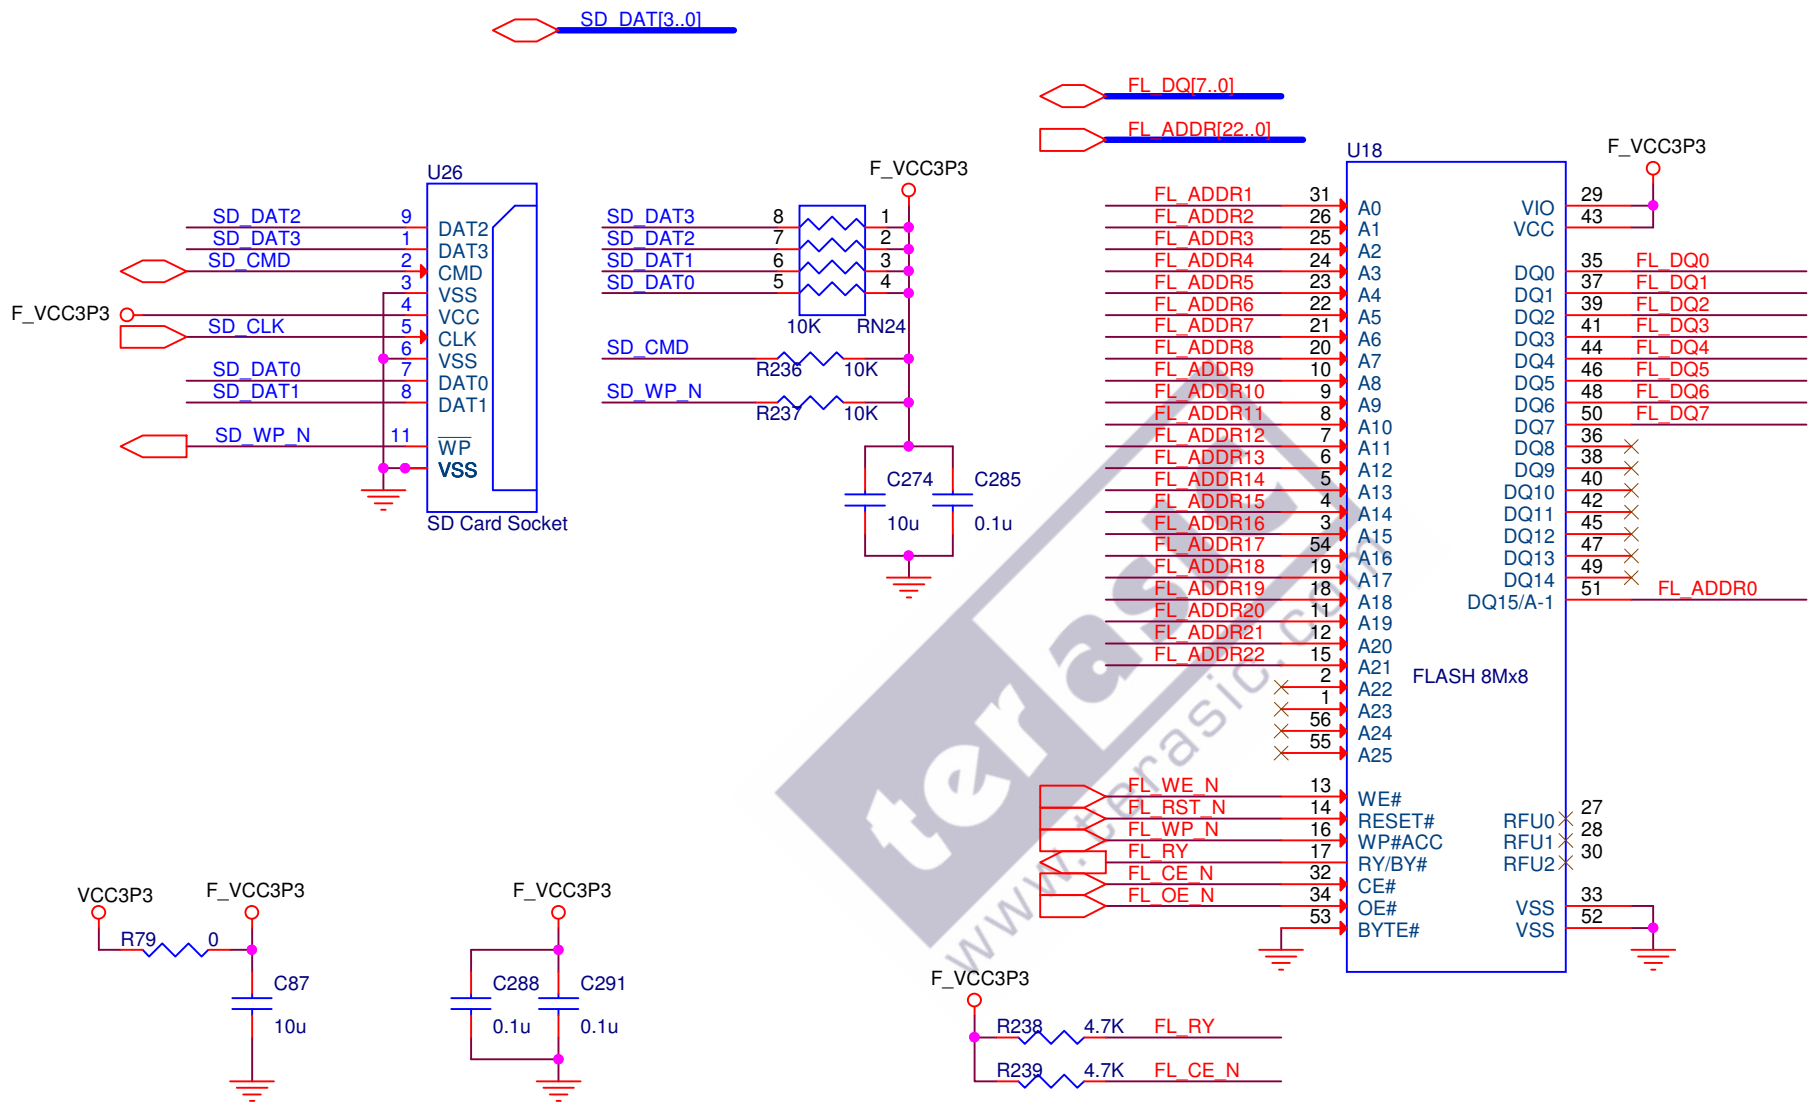 SD_DAT[3..0]
FL_DQ[7..0]
FL_ADDR[22..0]
U26
SD_DAT2 9 DAT2
SD_DAT3 1 DAT3
SD_CMD 2 CMD
3 VSS
F_VCC3P3 4 VCC
SD_CLK 5 CLK
6 VSS
SD_DAT0 7 DAT0
SD_DAT1 8 DAT1
SD_WP_N 11 WP
VSS
SD Card Socket
F_VCC3P3
SD_DAT3 8 1
SD_DAT2 7 2
SD_DAT1 6 3
SD_DAT0 5 4
10K RN24
SD_CMD R236 10K
SD_WP_N R237 10K
C274 10u
C285 0.1u
U18
F_VCC3P3
FL_ADDR1 31 A0
FL_ADDR2 26 A1
FL_ADDR3 25 A2
FL_ADDR4 24 A3
FL_ADDR5 23 A4
FL_ADDR6 22 A5
FL_ADDR7 21 A6
FL_ADDR8 20 A7
FL_ADDR9 10 A8
FL_ADDR10 9 A9
FL_ADDR11 8 A10
FL_ADDR12 7 A11
FL_ADDR13 6 A12
FL_ADDR14 5 A13
FL_ADDR15 4 A14
FL_ADDR16 3 A15
FL_ADDR17 54 A16
FL_ADDR18 19 A17
FL_ADDR19 18 A18
FL_ADDR20 11 A19
FL_ADDR21 12 A20
FL_ADDR22 15 A21
2 A22
1 A23
56 A24
55 A25
FL_WE_N 13 WE#
FL_RST_N 14 RESET#
FL_WP_N 16 WP#ACC
FL_RY 17 RY/BY#
FL_CE_N 32 CE#
FL_OE_N 34 OE#
53 BYTE#
FLASH 8Mx8
VIO 29
VCC 43
DQ0 35 FL_DQ0
DQ1 37 FL_DQ1
DQ2 39 FL_DQ2
DQ3 41 FL_DQ3
DQ4 44 FL_DQ4
DQ5 46 FL_DQ5
DQ6 48 FL_DQ6
DQ7 50 FL_DQ7
DQ8 36
DQ9 38
DQ10 40
DQ11 42
DQ12 45
DQ13 47
DQ14 49
DQ15/A-1 51 FL_ADDR0
RFU0 27
RFU1 28
RFU2 30
VSS 33
VSS 52
terasic
www.terasic.com
VCC3P3
F_VCC3P3
R79 0
C87
10u
F_VCC3P3
C288 C291
0.1u 0.1u
F_VCC3P3
R238 4.7K FL_RY
R239 4.7K FL_CE_N